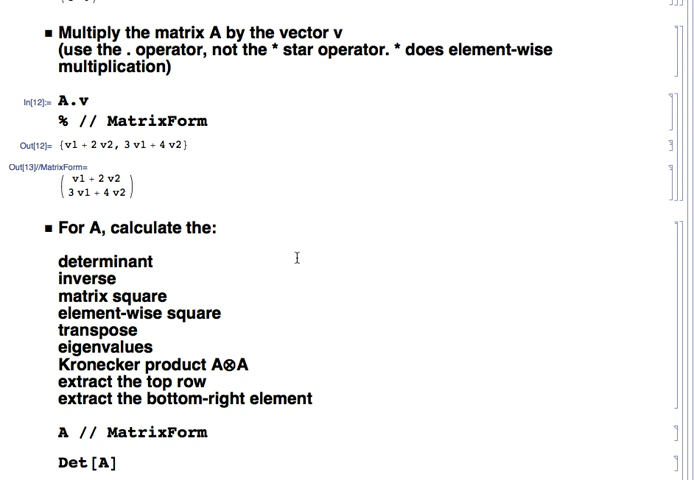 ■ Multiply the matrix A by the vector v
(use the . operator, not the * star operator. * does element-wise
multiplication)
In[12]:= A.v
% // MatrixForm
Out[12]= {v1 + 2 v2, 3 v1 + 4 v2}
Out[13]//MatrixForm=
( v1 + 2 v2
3 v1 + 4 v2 )
■ For A, calculate the:
determinant
inverse
matrix square
element-wise square
transpose
eigenvalues
Kronecker product A⊗A
extract the top row
extract the bottom-right element
A // MatrixForm
Det[A]